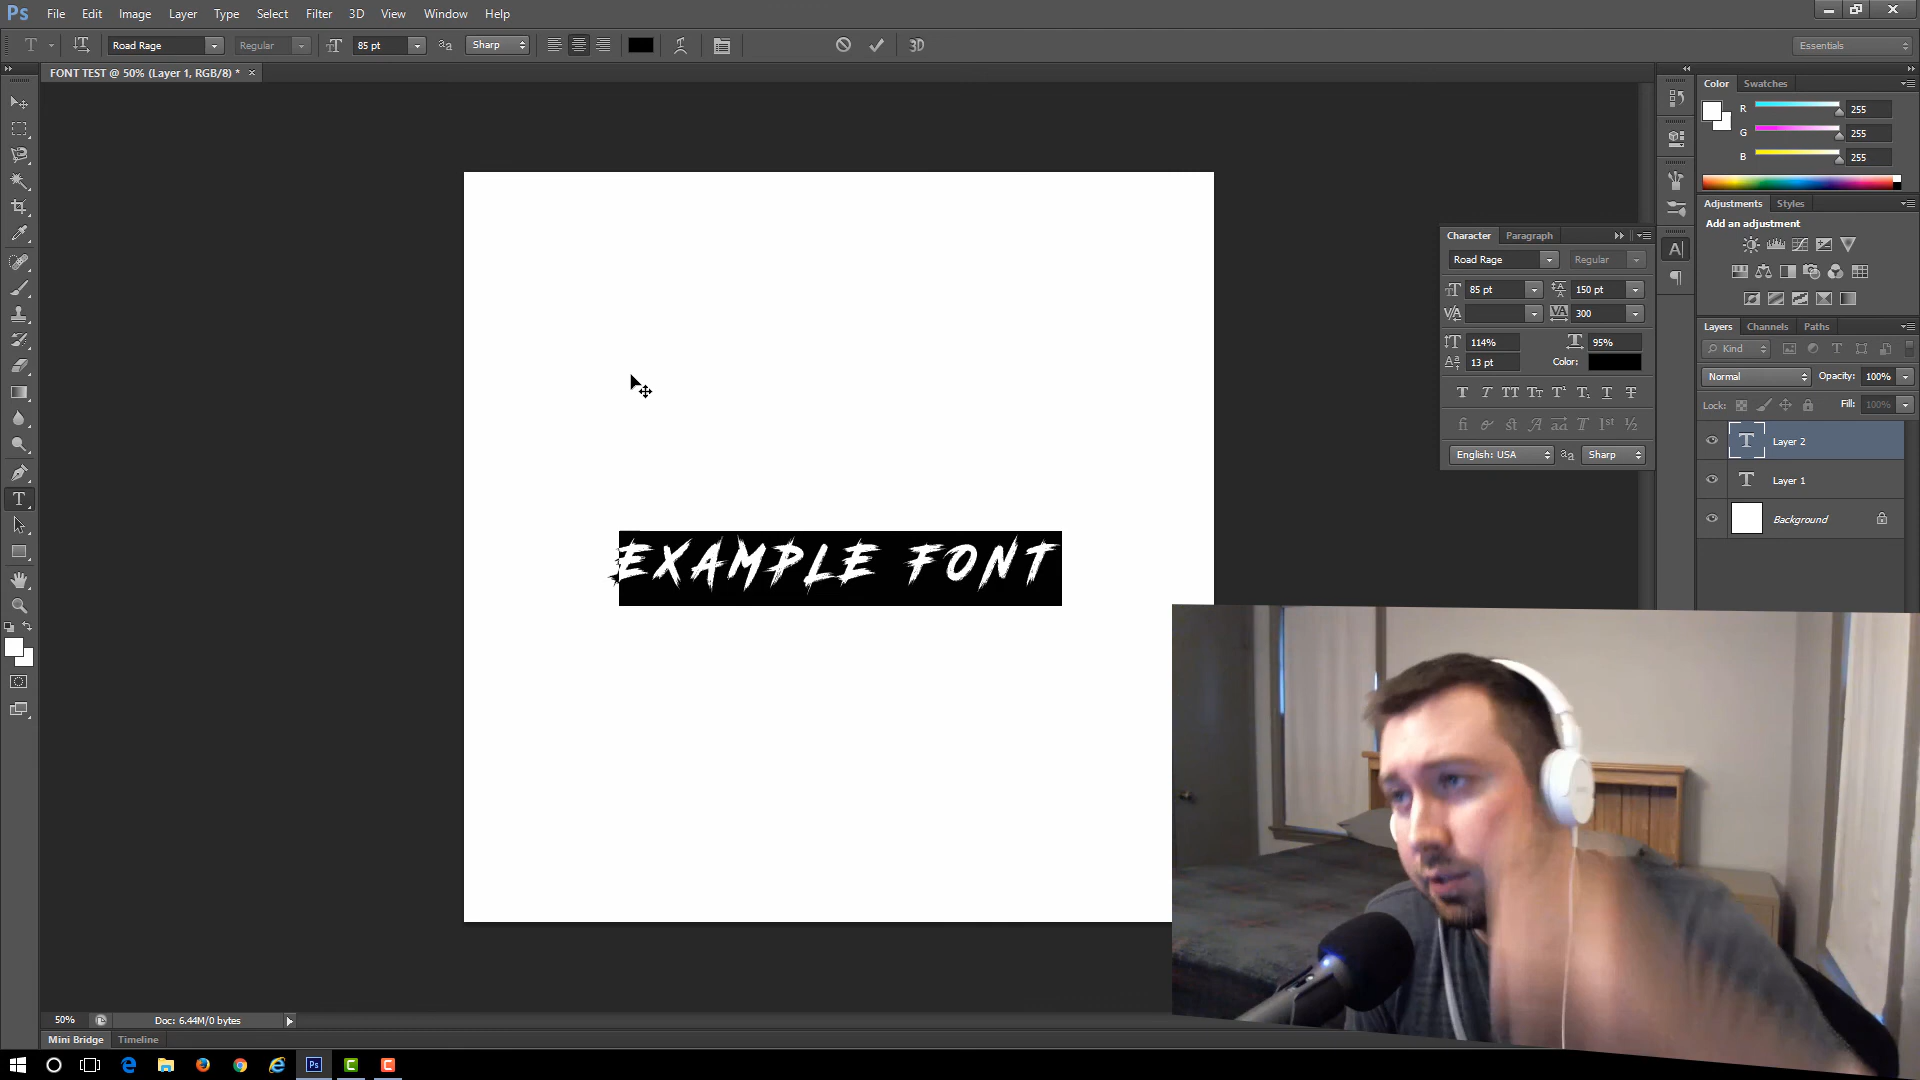 Ps File Edit Image Layer Type Select Filter 3D View Window Help
T Road Rage Regular 85 pt aa Sharp 3D Essentials
FONT TEST @ 50% (Layer 1, RGB/8) * ×
Color Swatches
R 255
G 255
B 255
Adjustments Styles
Add an adjustment
Character Paragraph
Road Rage Regular
85 pt 150 pt
300
114% 95%
13 pt Color:
English: USA aa Sharp
Layers Channels Paths
Kind
Normal Opacity: 100%
Lock: Fill: 100%
Layer 2
Layer 1
Background
EXAMPLE FONT
50% Doc: 6.44M/0 bytes
Mini Bridge Timeline